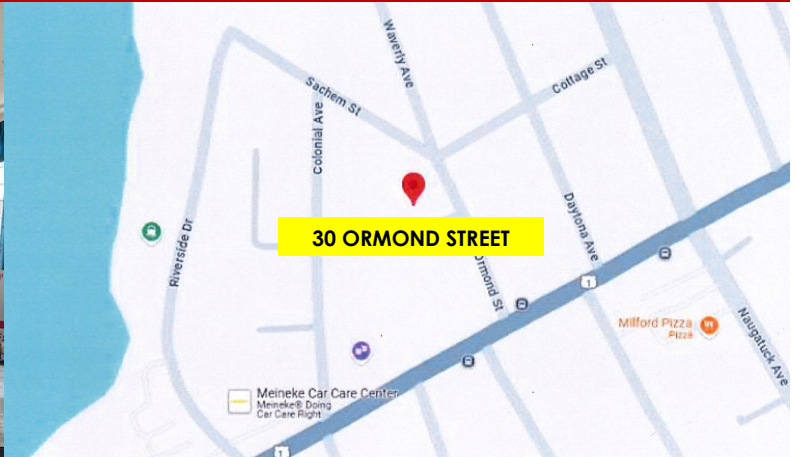 Waverly Ave
Sachem St
Cottage St
Colonial Ave
30 ORMOND STREET
Riverside Dr
Daytona Ave
Ormond St
1
Milford Pizza
Pizza
Naugatuck Ave
Meineke Car Care Center
Meineke® Doing
Car Care Right
1